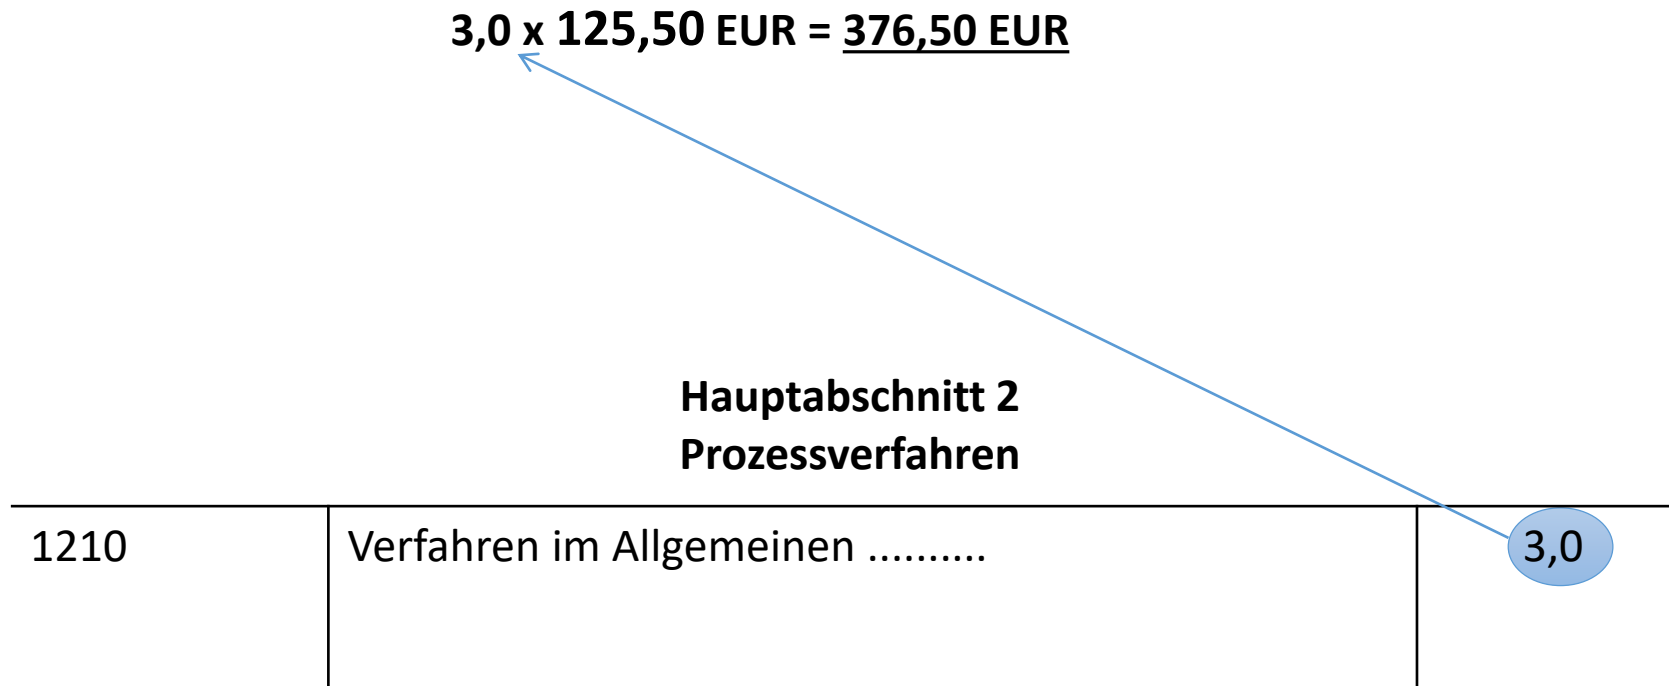 3,0 x 125,50 EUR = 376,50 EUR
Hauptabschnitt 2
Prozessverfahren
1210 Verfahren im Allgemeinen .......... 3,0